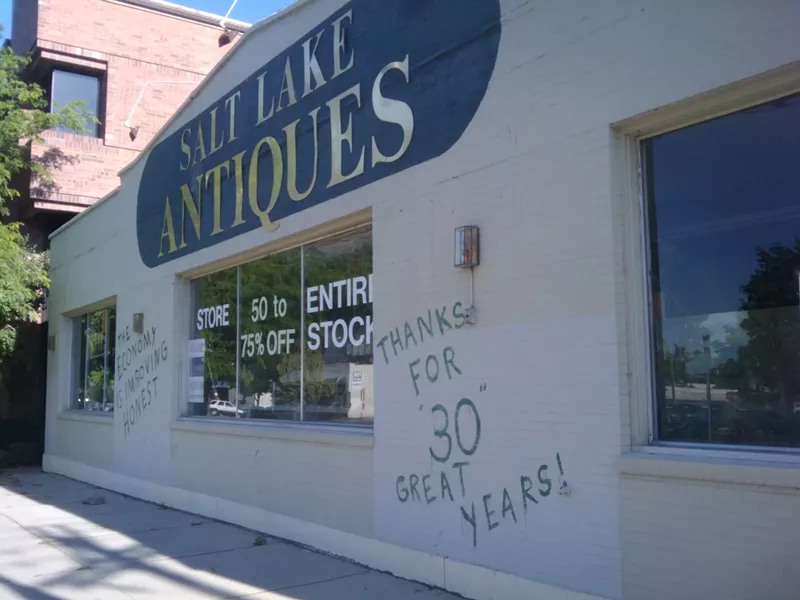 SALT LAKE
ANTIQUES
THE
ECONOMY
IS IMPROVING
HONEST
STORE
50 to
75% OFF
STOCK
THANKS
FOR
"30"
GREAT
YEARS!